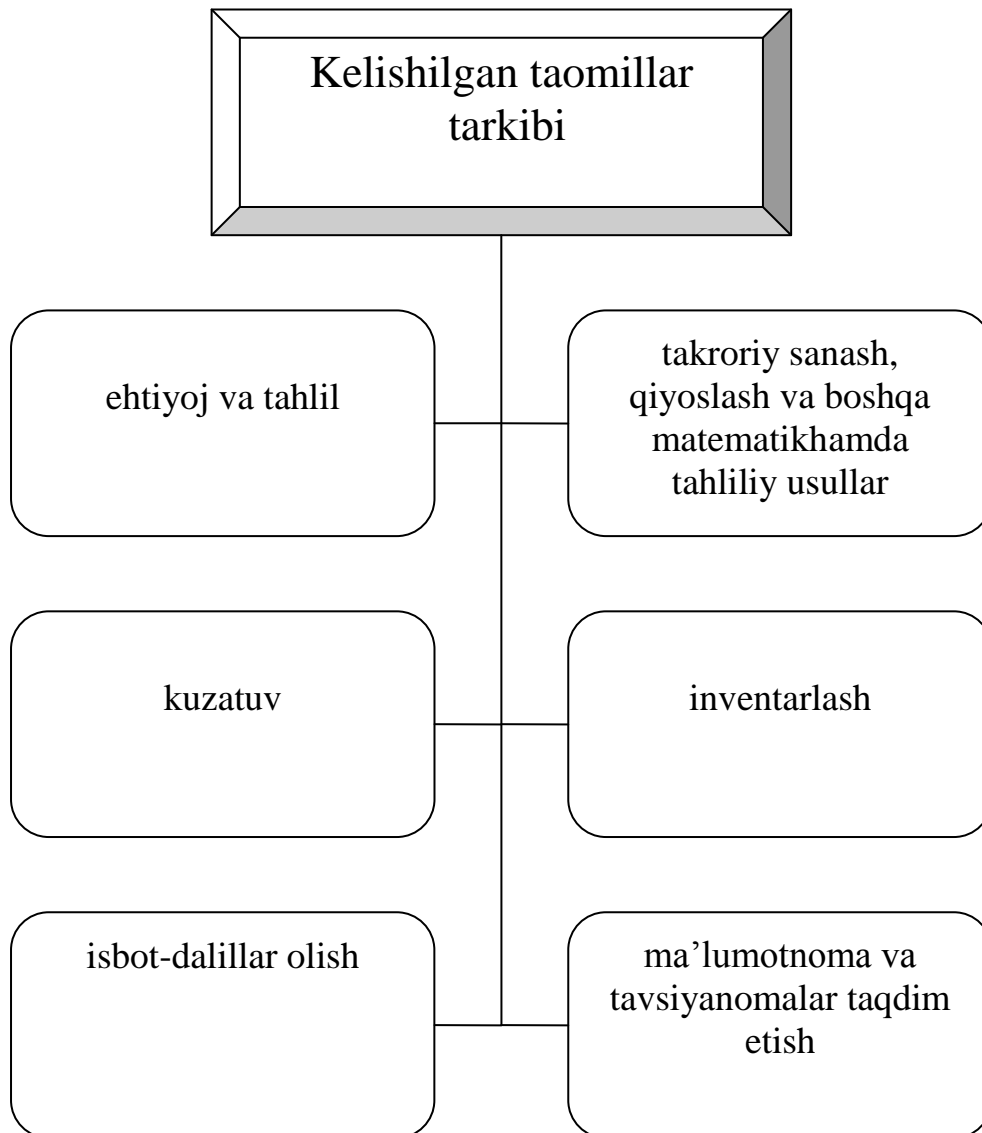 Kelishilgan taomillar
tarkibi
ehtiyoj va tahlil
takroriy sanash,
qiyoslash va boshqa
matematikhamda
tahliliy usullar
kuzatuv
inventarlash
isbot-dalillar olish
ma’lumotnoma va
tavsiyanomalar taqdim
etish